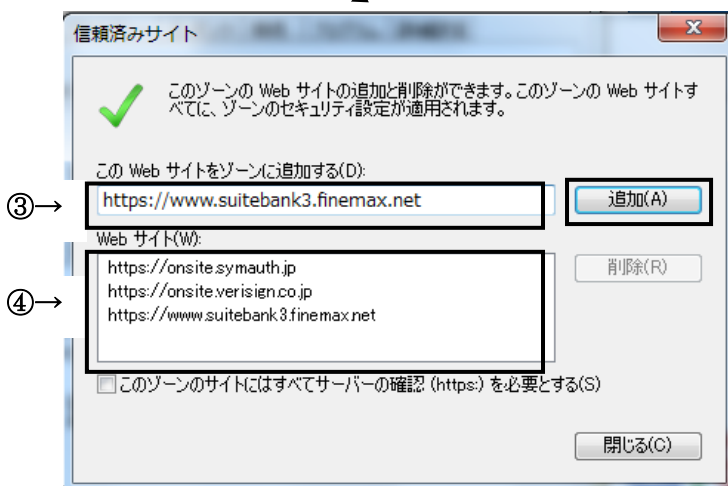 信頼済みサイト
このゾーンの Web サイトの追加と削除ができます。このゾーンの Web サイトす
べてに、ゾーンのセキュリティ設定が適用されます。
この Web サイトをゾーンに追加する(D):
③→
https://www.suitebank3.finemax.net
追加(A)
Web サイト(W):
④→
https://onsite.symauth.jp
https://onsite.verisign.co.jp
https://www.suitebank3.finemax.net
削除(R)
このゾーンのサイトにはすべてサーバーの確認 (https:) を必要とする(S)
閉じる(C)